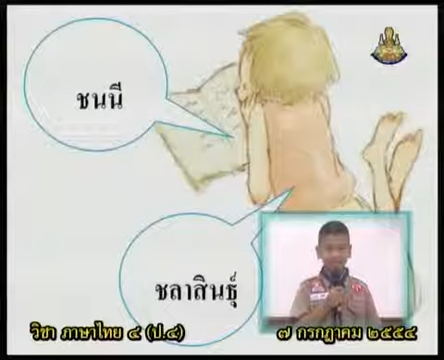 ชนนี
ชลาสินธุ์
วิชา ภาษาไทย ๔ (ป.๔)
๗ กรกฎาคม ๒๕๕๔